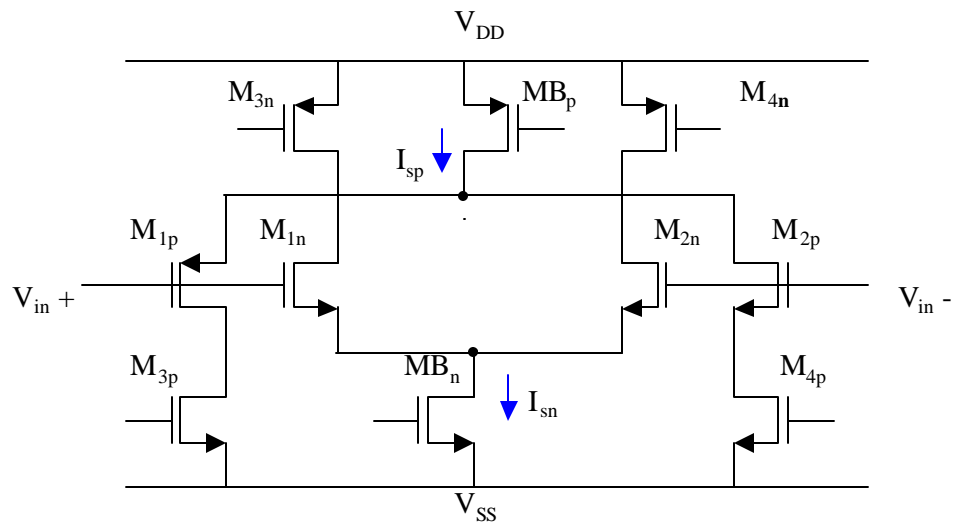 V_DD
M_3n
MB_p
M_4n
I_sp
M_1p
M_1n
M_2n
M_2p
V_in +
V_in -
M_3p
MB_n
M_4p
I_sn
V_SS